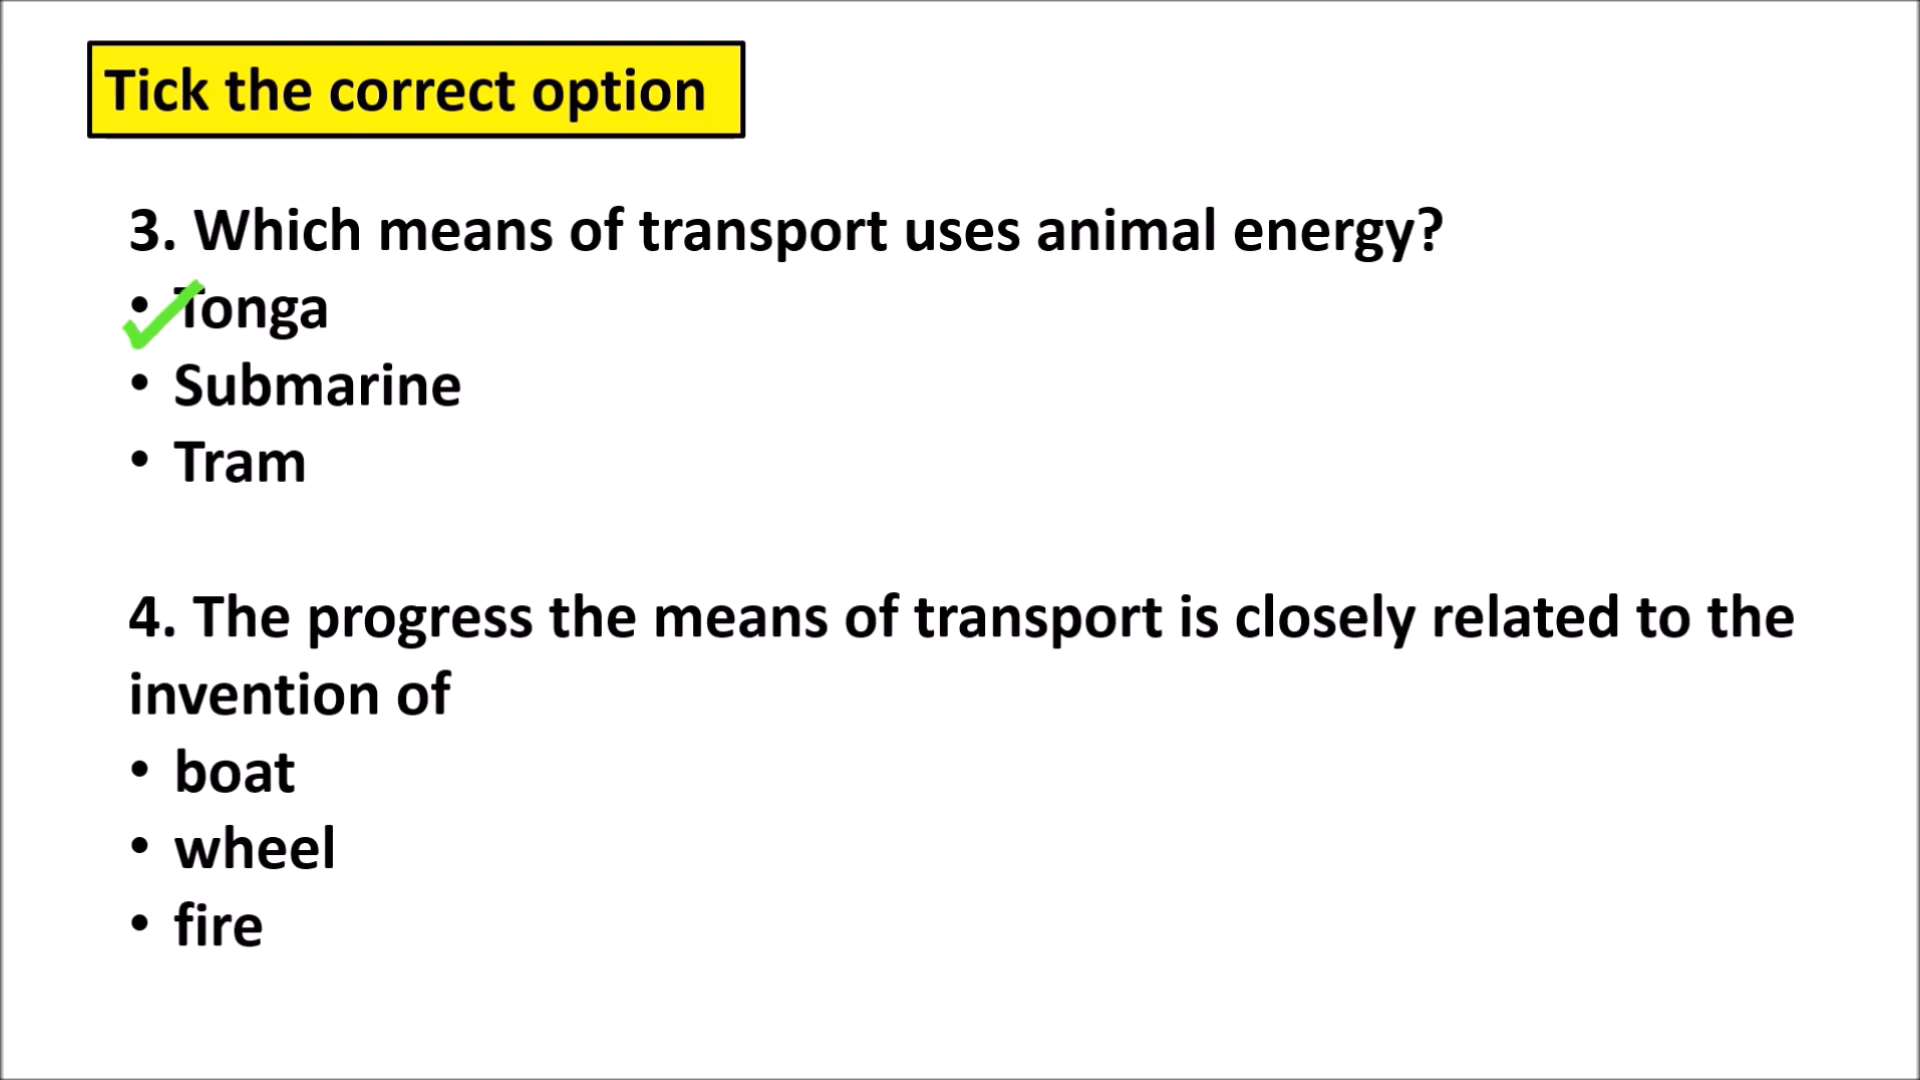 Tick the correct option
3. Which means of transport uses animal energy?
• Tonga
• Submarine
• Tram
4. The progress the means of transport is closely related to the
invention of
• boat
• wheel
• fire